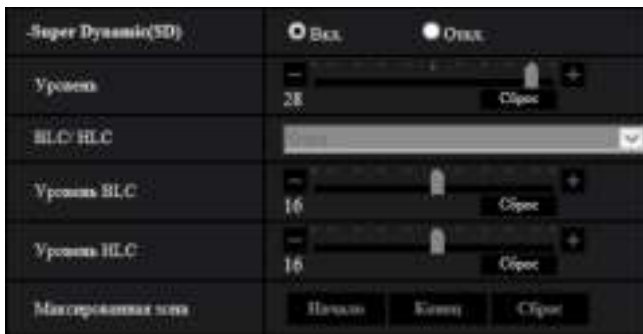 -Super Dynamic(SD) Вкл. Откл.
Уровень − +
28 Сброс
BLC/ HLC
Уровень BLC − +
16 Сброс
Уровень HLC − +
16 Сброс
Маскированная зона Начало Конец Сброс